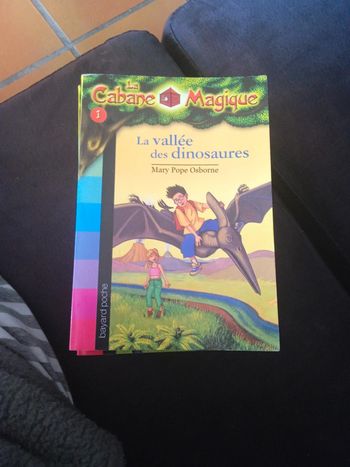 La
Cabane Magique
1
La vallée
des dinosaures
Mary Pope Osborne
bayard poche